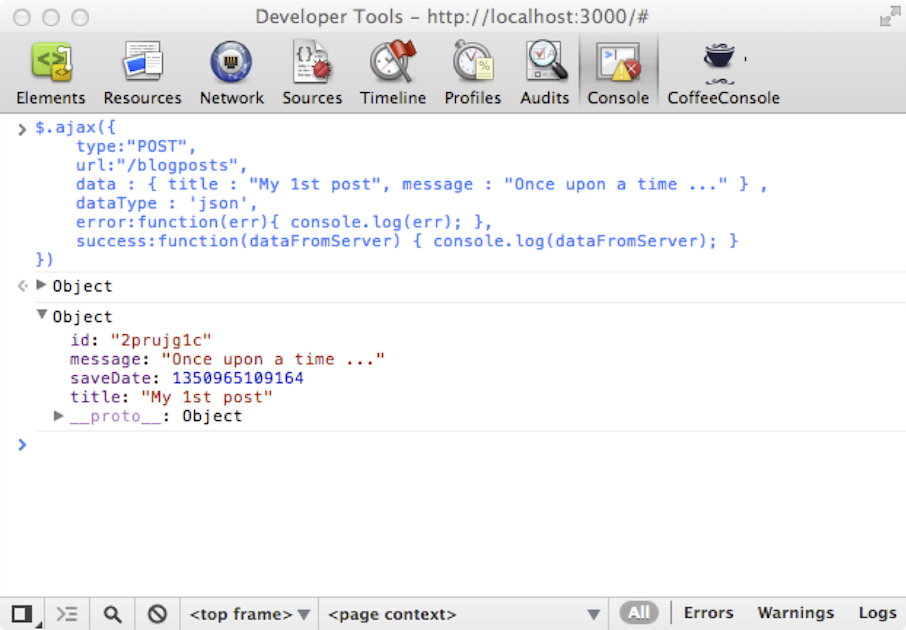 Developer Tools – http://localhost:3000/#
Elements Resources Network Sources Timeline Profiles Audits Console CoffeeConsole
$.ajax({
type:"POST",
url:"/blogposts",
data : { title : "My 1st post", message : "Once upon a time ..." } ,
dataType : 'json',
error:function(err){ console.log(err); },
success:function(dataFromServer) { console.log(dataFromServer); }
})
Object
Object
id: "2prujg1c"
message: "Once upon a time ..."
saveDate: 1350965109164
title: "My 1st post"
__proto__: Object
<top frame> <page context> All Errors Warnings Logs